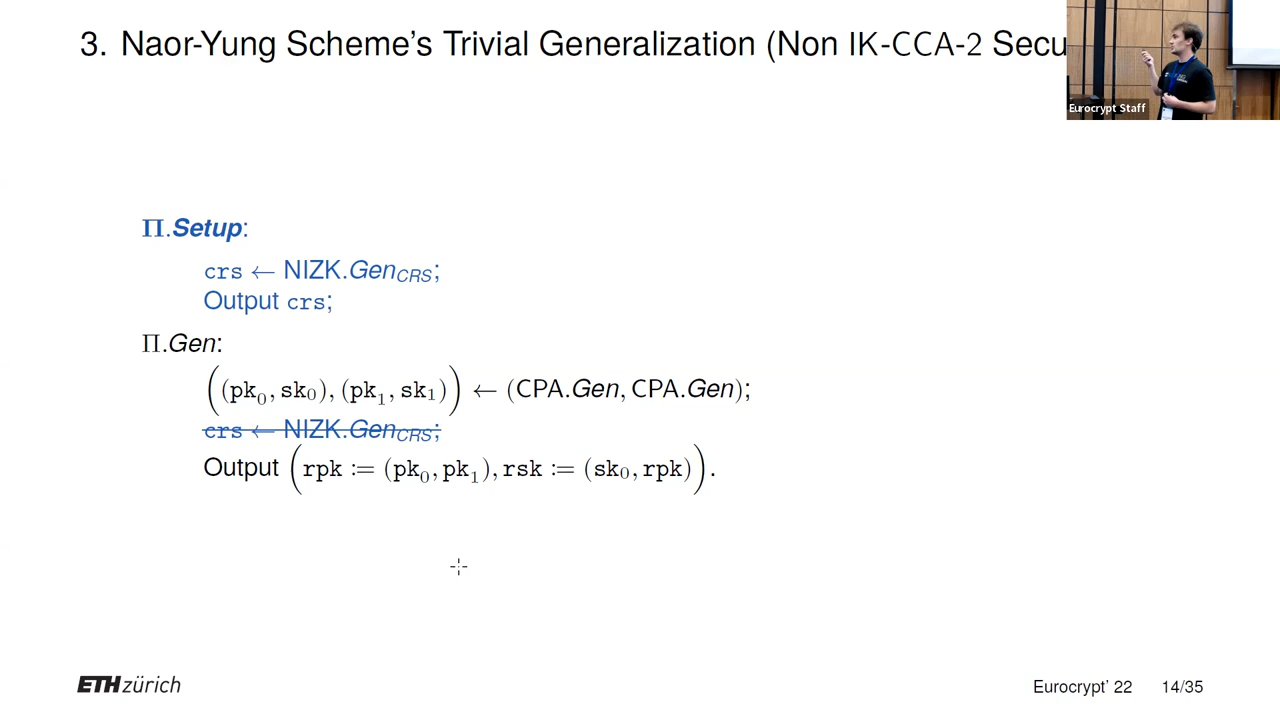 3. Naor-Yung Scheme's Trivial Generalization (Non IK-CCA-2 Secu
Eurocrypt Staff
Π.Setup:
crs ← NIZK.Gen_CRS;
Output crs;
Π.Gen:
((pk₀, sk₀), (pk₁, sk₁)) ← (CPA.Gen, CPA.Gen);
crs ← NIZK.Gen_CRS;
Output (rpk := (pk₀, pk₁), rsk := (sk₀, rpk)).
ETH zürich
Eurocrypt' 22 14/35